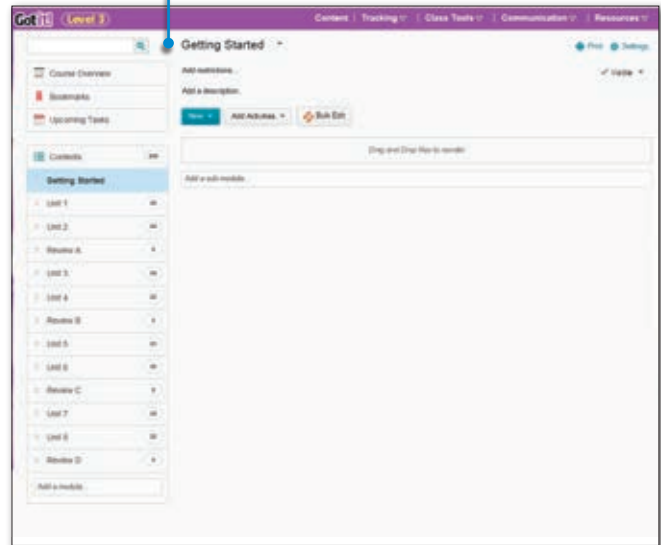 Got it! Level 3
Content | Tracking | Class Tools | Communication | Resources
Getting Started
Print Settings
Course Overview
Bookmarks
Upcoming Tasks
Add restrictions...
Visible
Add a description...
New Add Activities Bulk Edit
Contents
Getting Started
Unit 1
Unit 2
Review A
Unit 3
Unit 4
Review B
Unit 5
Unit 6
Review C
Unit 7
Unit 8
Review D
Add a module...
Drag and Drop files to
Add a sub-module...